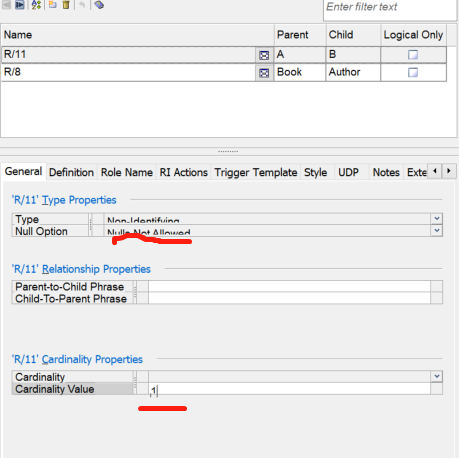 Enter filter text
Name Parent Child Logical Only
R/11 A B
R/8 Book Author
General Definition Role Name RI Actions Trigger Template Style UDP Notes Exte
'R/11' Type Properties
Type Non-Identifying
Null Option Nulls Not Allowed
'R/11' Relationship Properties
Parent-to-Child Phrase
Child-To-Parent Phrase
'R/11' Cardinality Properties
Cardinality
Cardinality Value ,1